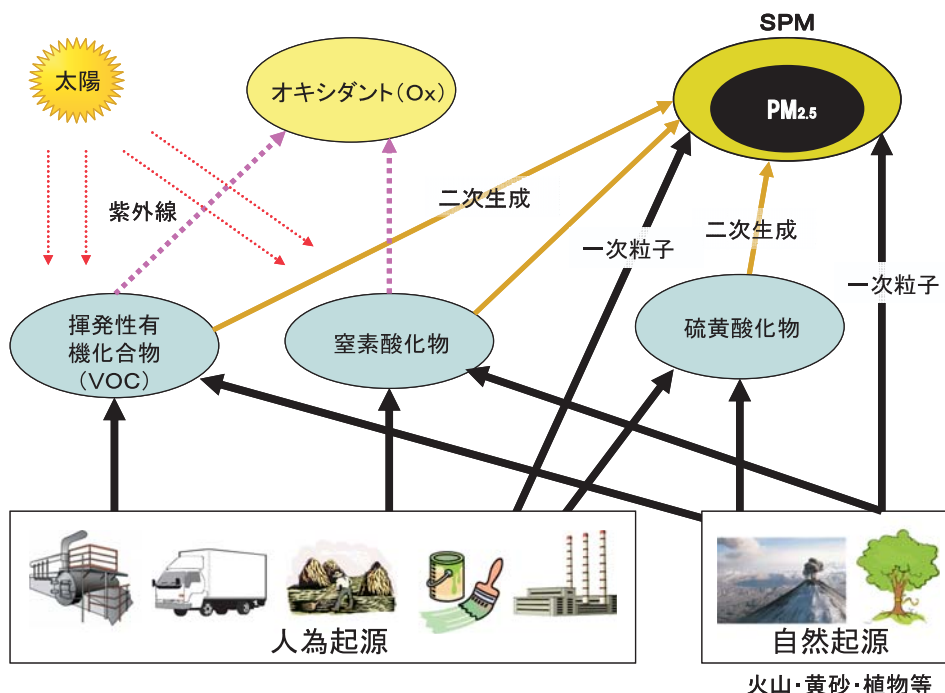 SPM
太陽
オキシダント(Ox)
PM2.5
紫外線
二次生成
一次粒子
二次生成
一次粒子
揮発性有
機化合物
(VOC)
窒素酸化物
硫黄酸化物
人為起源
自然起源
火山・黄砂・植物等